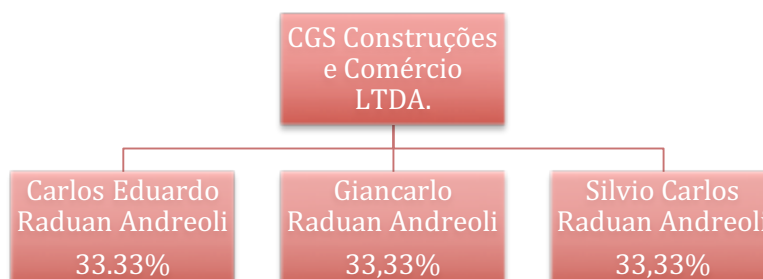 CGS Construções
e Comércio
LTDA.
Carlos Eduardo
Raduan Andreoli
33.33%
Giancarlo
Raduan Andreoli
33,33%
Silvio Carlos
Raduan Andreoli
33,33%